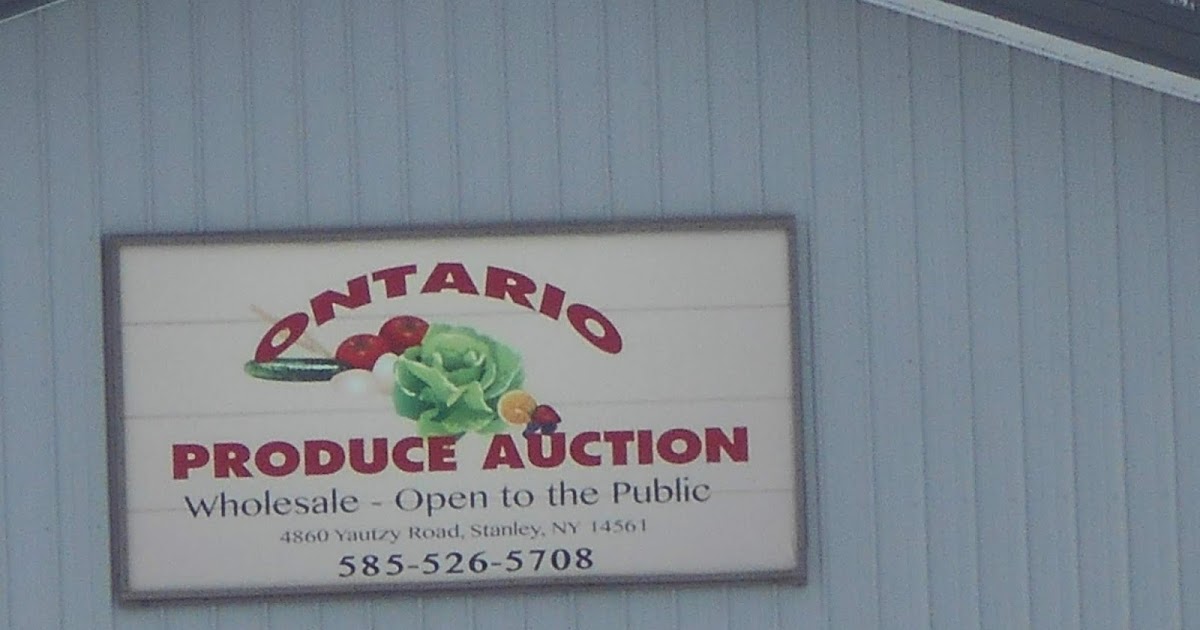 ONTARIO
PRODUCE AUCTION
Wholesale - Open to the Public
4860 Yautzy Road, Stanley, NY 14561
585-526-5708